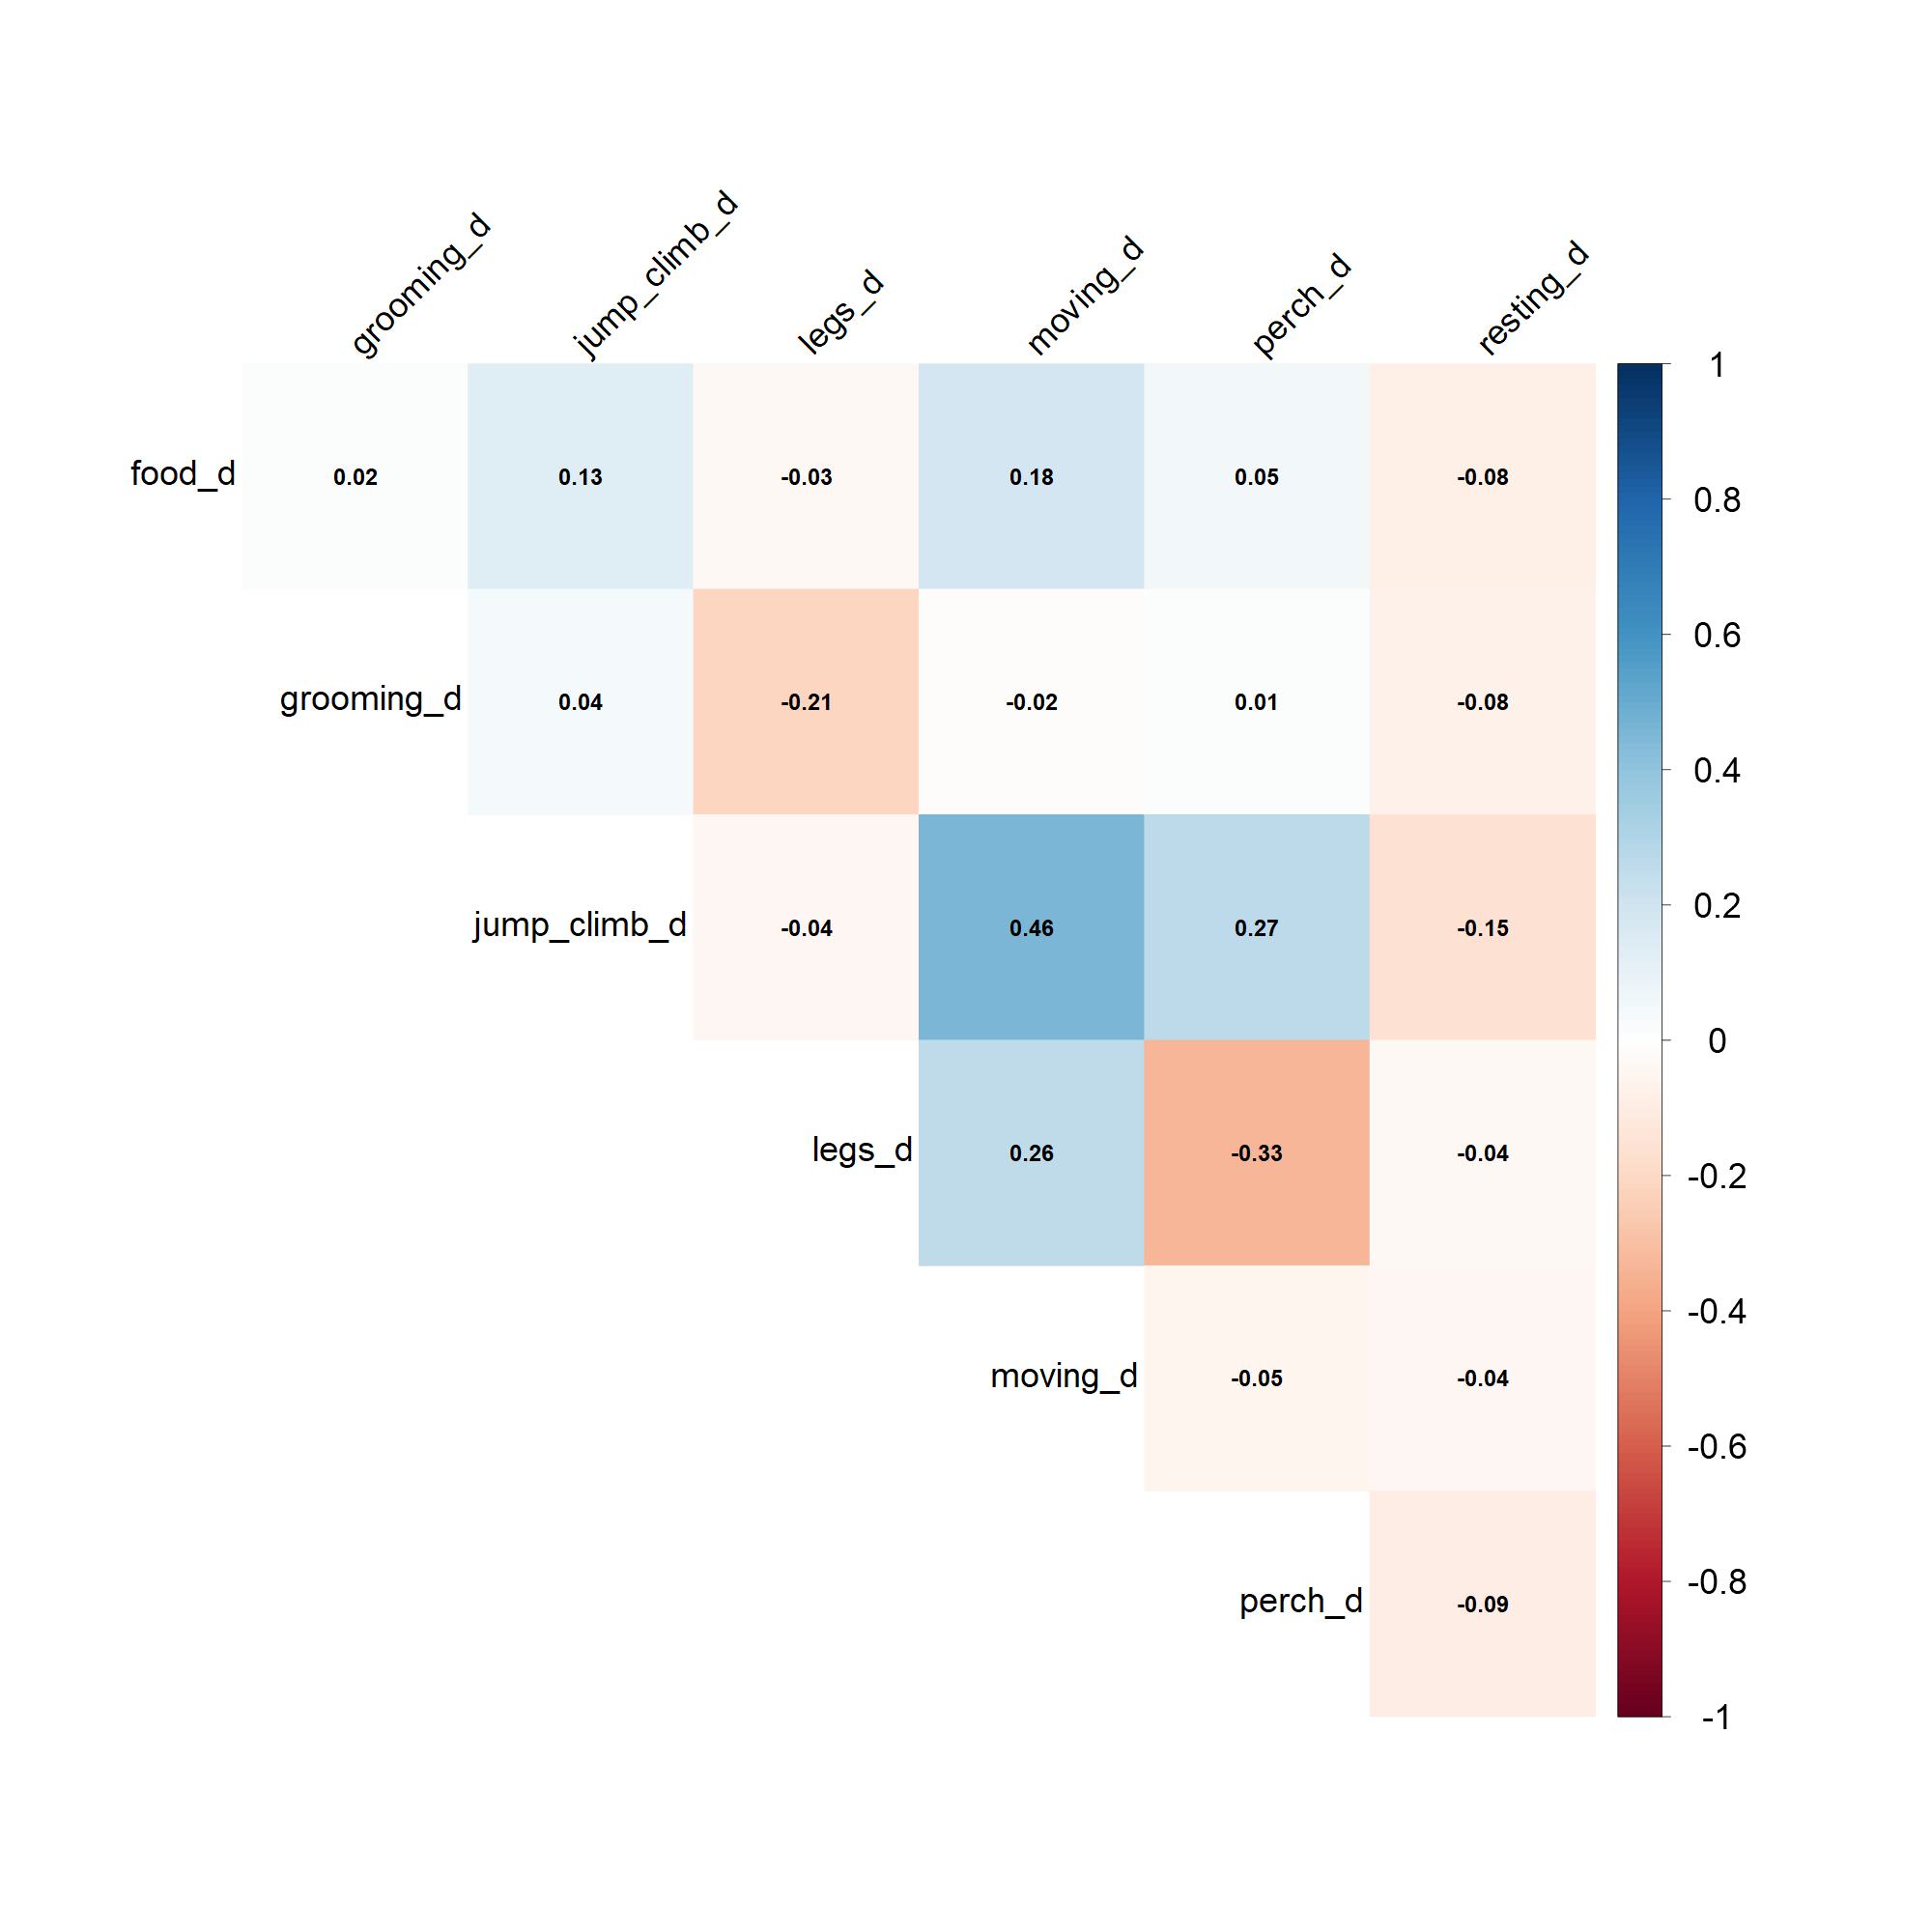 grooming_d jump_climb_d legs_d moving_d perch_d resting_d
food_d 0.02 0.13 -0.03 0.18 0.05 -0.08
grooming_d 0.04 -0.21 -0.02 0.01 -0.08
jump_climb_d -0.04 0.46 0.27 -0.15
legs_d 0.26 -0.33 -0.04
moving_d -0.05 -0.04
perch_d -0.09
1
0.8
0.6
0.4
0.2
0
-0.2
-0.4
-0.6
-0.8
-1